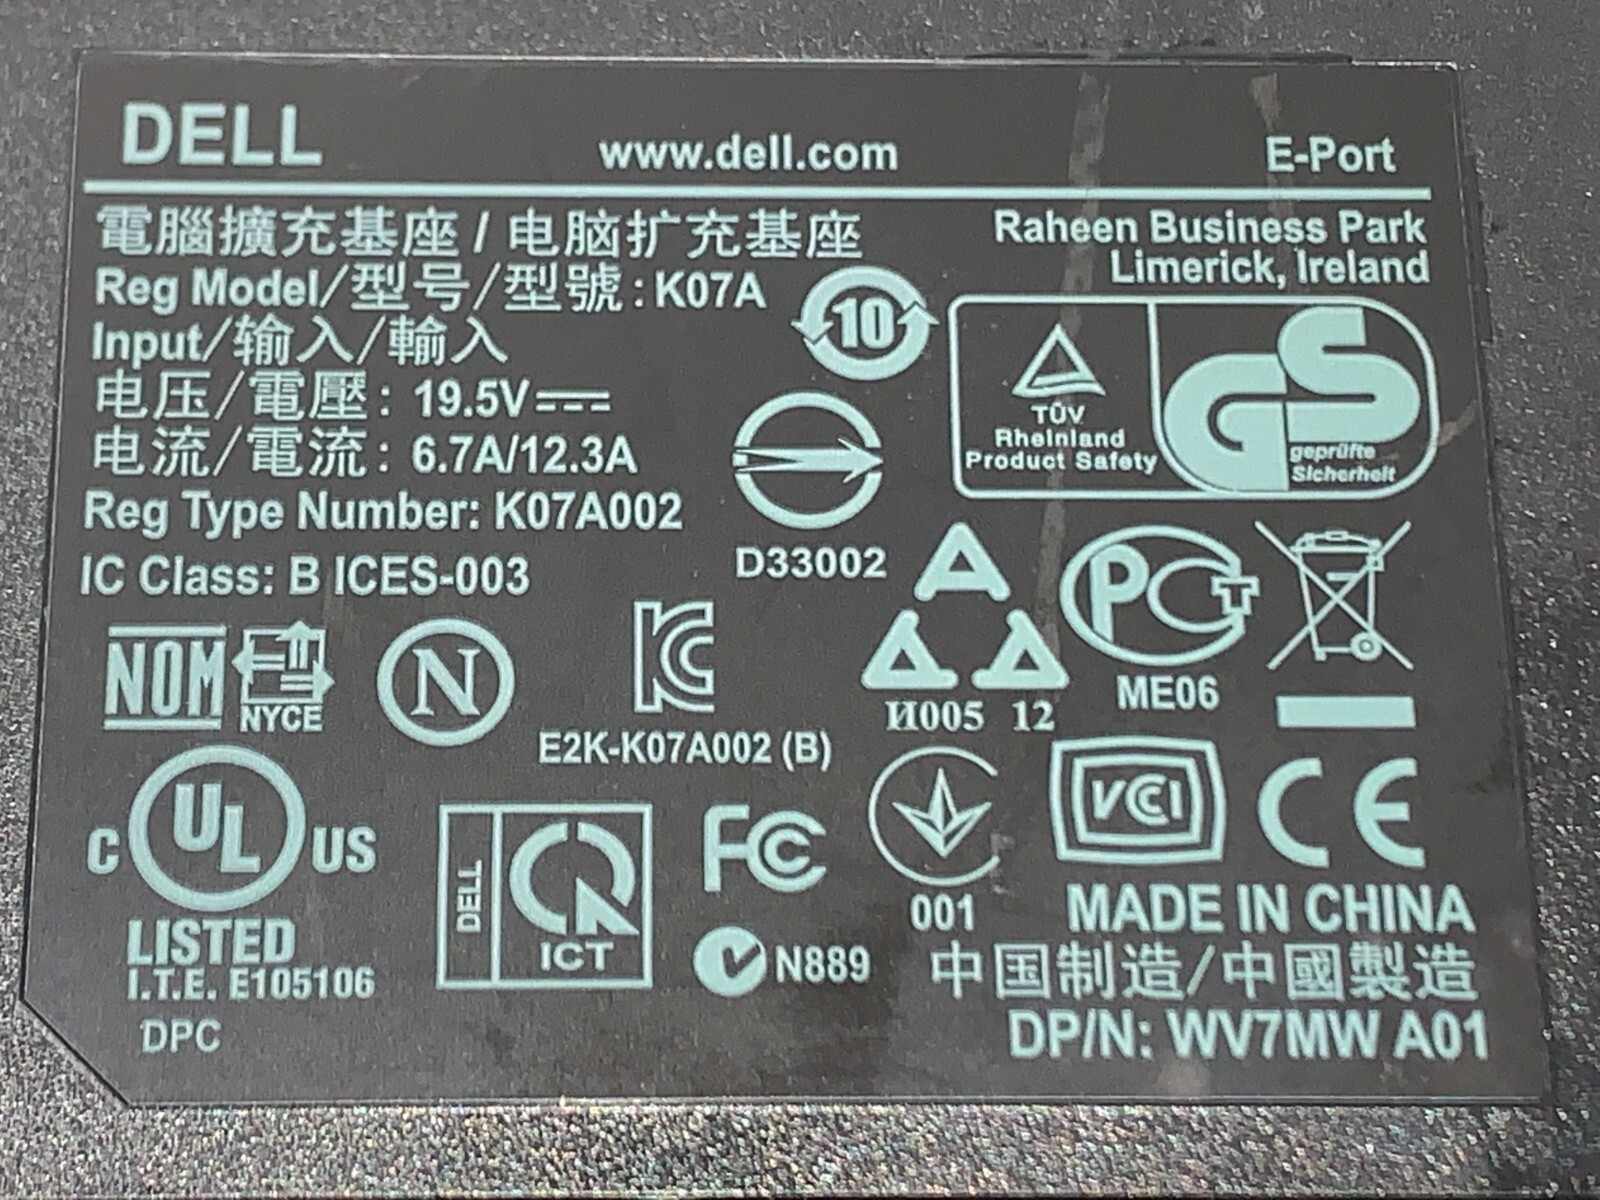 DELL www.dell.com E-Port
電腦擴充基座 / 电脑扩充基座
Raheen Business Park
Limerick, Ireland
Reg Model/型号/型號: K07A
10
Input/输入/輸入
电压/電壓: 19.5V
电流/電流: 6.7A/12.3A
Reg Type Number: K07A002
IC Class: B ICES-003
TÜV
Rheinland
Product Safety
GS
geprüfte
Sicherheit
D33002
NOM
NYCE
N
KC
E2K-K07A002 (B)
И005 12
PCT
ME06
C UL US
LISTED
I.T.E. E105106
DPC
DELL
ICT
FC
N889
001
VCCI
CE
MADE IN CHINA
中国制造/中國製造
DP/N: WV7MW A01